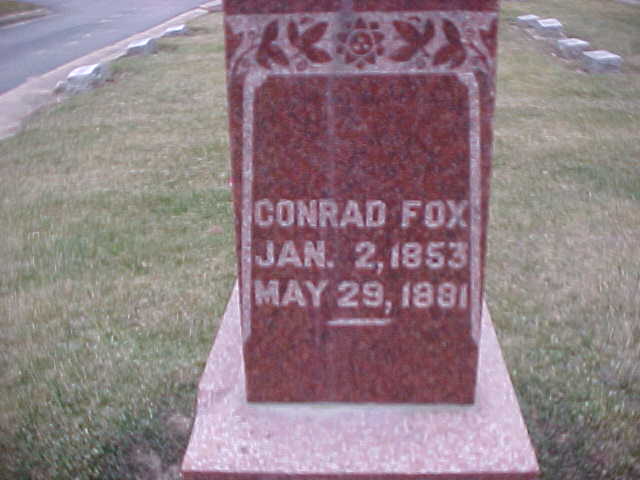 CONRAD FOX
JAN. 2, 1853
MAY 29, 1881